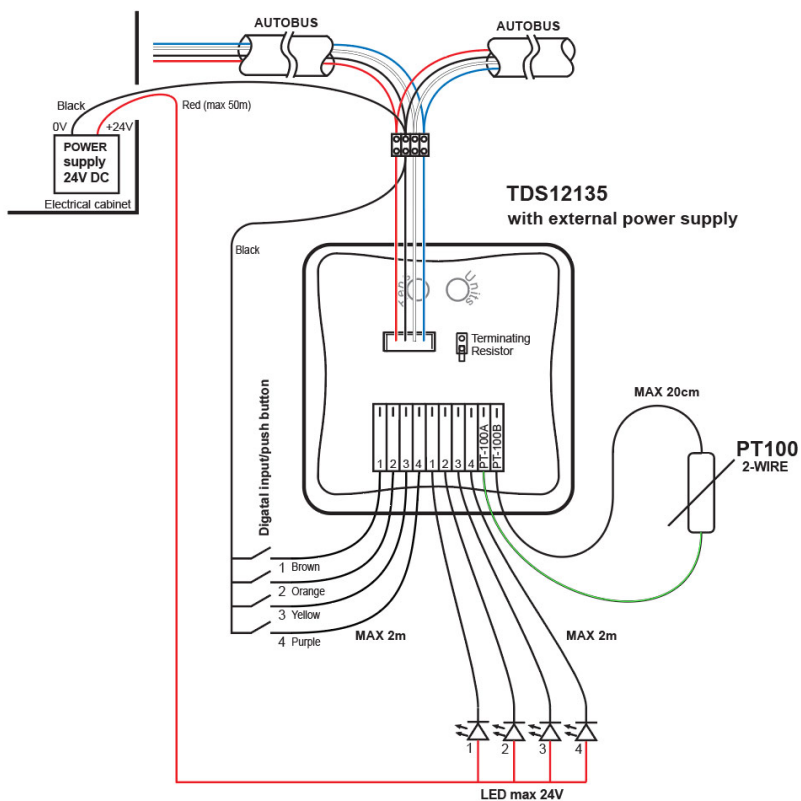 AUTOBUS
AUTOBUS
Black
Red (max 50m)
0V
+24V
POWER
supply
24V DC
Electrical cabinet
TDS12135
with external power supply
Black
Keys
Units
Terminating
Resistor
MAX 20cm
PT100
2-WIRE
Digatal input/push button
1 2 3 4 1 2 3 4 PT-100A PT-100B
1 Brown
2 Orange
3 Yellow
4 Purple
MAX 2m
MAX 2m
1
2
3
4
LED max 24V